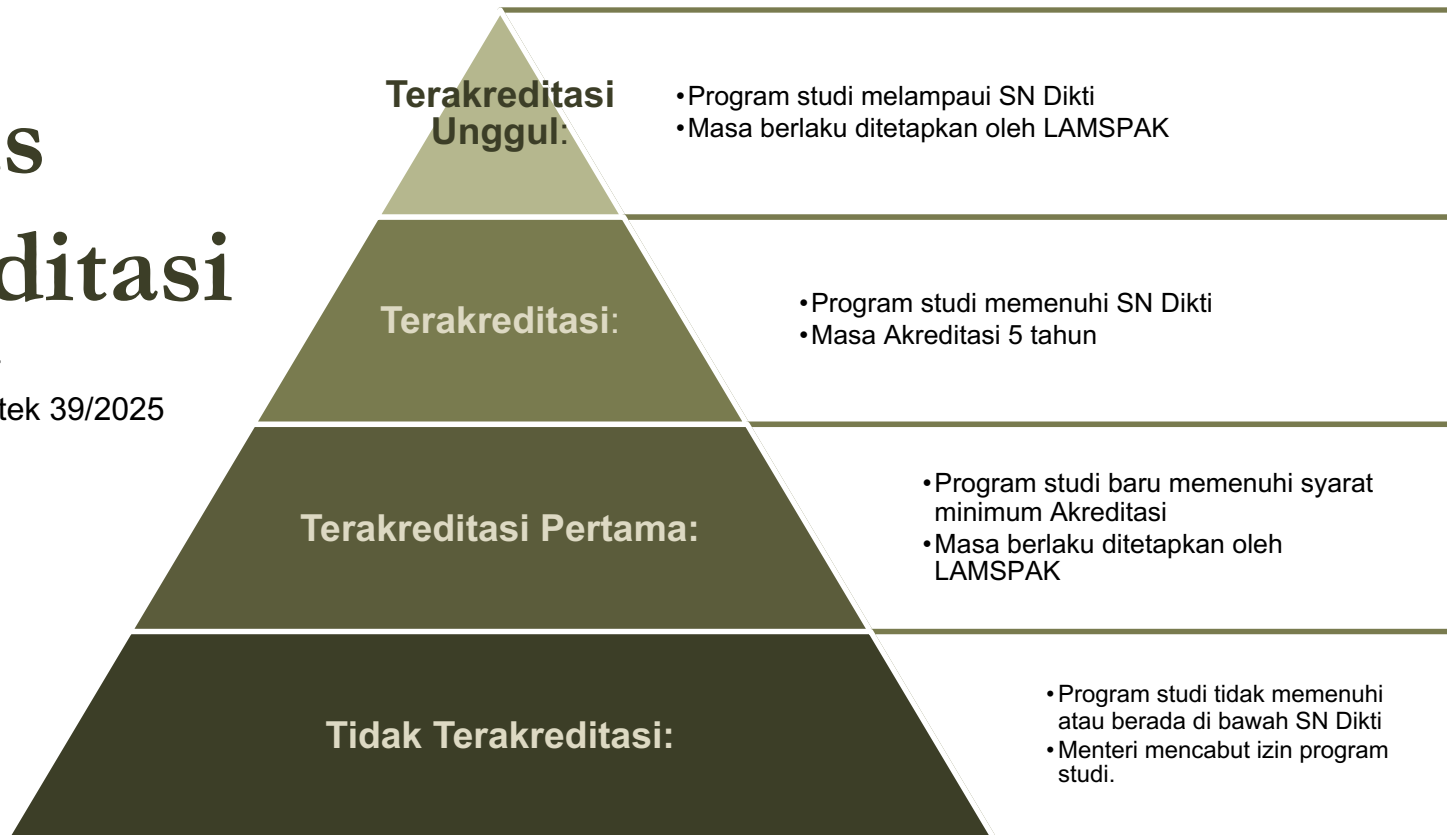 as
ditasi
tek 39/2025
Terakreditasi
Unggul:
•Program studi melampaui SN Dikti
•Masa berlaku ditetapkan oleh LAMSPAK
Terakreditasi:
•Program studi memenuhi SN Dikti
•Masa Akreditasi 5 tahun
Terakreditasi Pertama:
•Program studi baru memenuhi syarat
minimum Akreditasi
•Masa berlaku ditetapkan oleh
LAMSPAK
Tidak Terakreditasi:
•Program studi tidak memenuhi
atau berada di bawah SN Dikti
•Menteri mencabut izin program
studi.